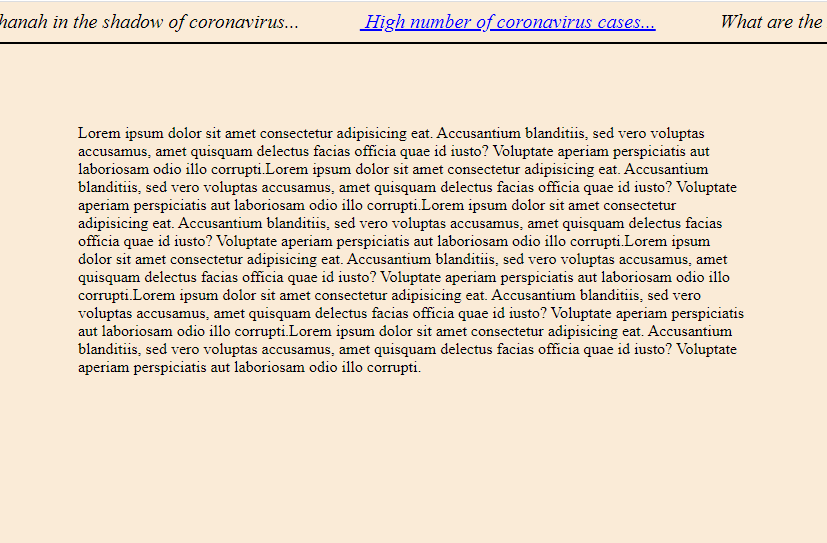 hanah in the shadow of coronavirus... High number of coronavirus cases... What are the
Lorem ipsum dolor sit amet consectetur adipisicing eat. Accusantium blanditiis, sed vero voluptas
accusamus, amet quisquam delectus facias officia quae id iusto? Voluptate aperiam perspiciatis aut
laboriosam odio illo corrupti.Lorem ipsum dolor sit amet consectetur adipisicing eat. Accusantium
blanditiis, sed vero voluptas accusamus, amet quisquam delectus facias officia quae id iusto? Voluptate
aperiam perspiciatis aut laboriosam odio illo corrupti.Lorem ipsum dolor sit amet consectetur
adipisicing eat. Accusantium blanditiis, sed vero voluptas accusamus, amet quisquam delectus facias
officia quae id iusto? Voluptate aperiam perspiciatis aut laboriosam odio illo corrupti.Lorem ipsum
dolor sit amet consectetur adipisicing eat. Accusantium blanditiis, sed vero voluptas accusamus, amet
quisquam delectus facias officia quae id iusto? Voluptate aperiam perspiciatis aut laboriosam odio illo
corrupti.Lorem ipsum dolor sit amet consectetur adipisicing eat. Accusantium blanditiis, sed vero
voluptas accusamus, amet quisquam delectus facias officia quae id iusto? Voluptate aperiam perspiciatis
aut laboriosam odio illo corrupti.Lorem ipsum dolor sit amet consectetur adipisicing eat. Accusantium
blanditiis, sed vero voluptas accusamus, amet quisquam delectus facias officia quae id iusto? Voluptate
aperiam perspiciatis aut laboriosam odio illo corrupti.